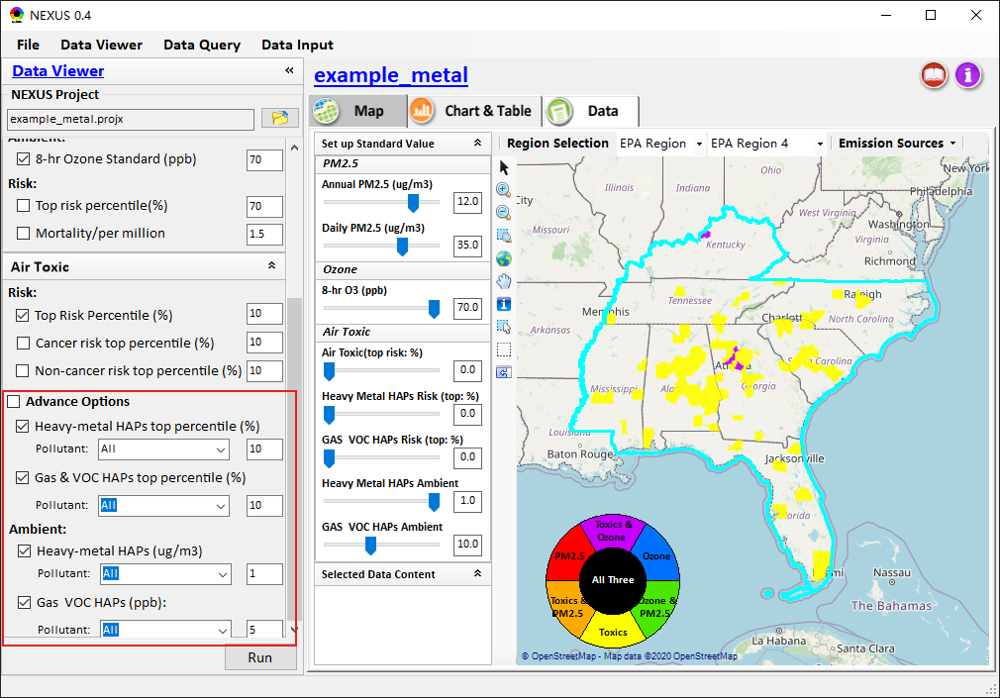 NEXUS 0.4
File Data Viewer Data Query Data Input
Data Viewer «
NEXUS Project
example_metal.projx
Ambient:
8-hr Ozone Standard (ppb) 70
Risk:
Top risk percentile(%) 70
Mortality/per million 1.5
Air Toxic
Risk:
Top Risk Percentile (%) 10
Cancer risk top percentile (%) 10
Non-cancer risk top percentile (%) 10
Advance Options
Heavy-metal HAPs top percentile (%)
Pollutant: All 10
Gas & VOC HAPs top percentile (%)
Pollutant: All 10
Ambient:
Heavy-metal HAPs (ug/m3)
Pollutant: All 1
Gas VOC HAPs (ppb):
Pollutant: All 5
Run
example_metal
Map Chart & Table Data
Set up Standard Value
PM2.5
Annual PM2.5 (ug/m3)
12.0
Daily PM2.5 (ug/m3)
35.0
Ozone
8-hr O3 (ppb)
70.0
Air Toxic
Air Toxic(top risk: %)
0.0
Heavy Metal HAPs Risk (top: %)
0.0
GAS VOC HAPs Risk (top: %)
0.0
Heavy Metal HAPs Ambient
1.0
GAS VOC HAPs Ambient
10.0
Selected Data Content
Region Selection EPA Region EPA Region 4 Emission Sources
New York
Ohio
Illinois
Indiana
Philadelphia
City
West Virginia
Washington
Missouri
Kentucky
Virginia
Richmond
Tennessee
Raleigh
Memphis
Charlott
North Carolina
Arkansas
Atlanta
South Carolina
Mississippi
Ala
Georgia
Louisiana
Baton Rouge
Jacksonville
Florida
Miami
Nassau
The Bahamas
La Habana
Santa Clara
Toxics &
Ozone
PM2.5
Ozone
All Three
Toxics &
PM2.5
Ozone &
PM2.5
Toxics
© OpenStreetMap - Map data ©2020 OpenStreetMap